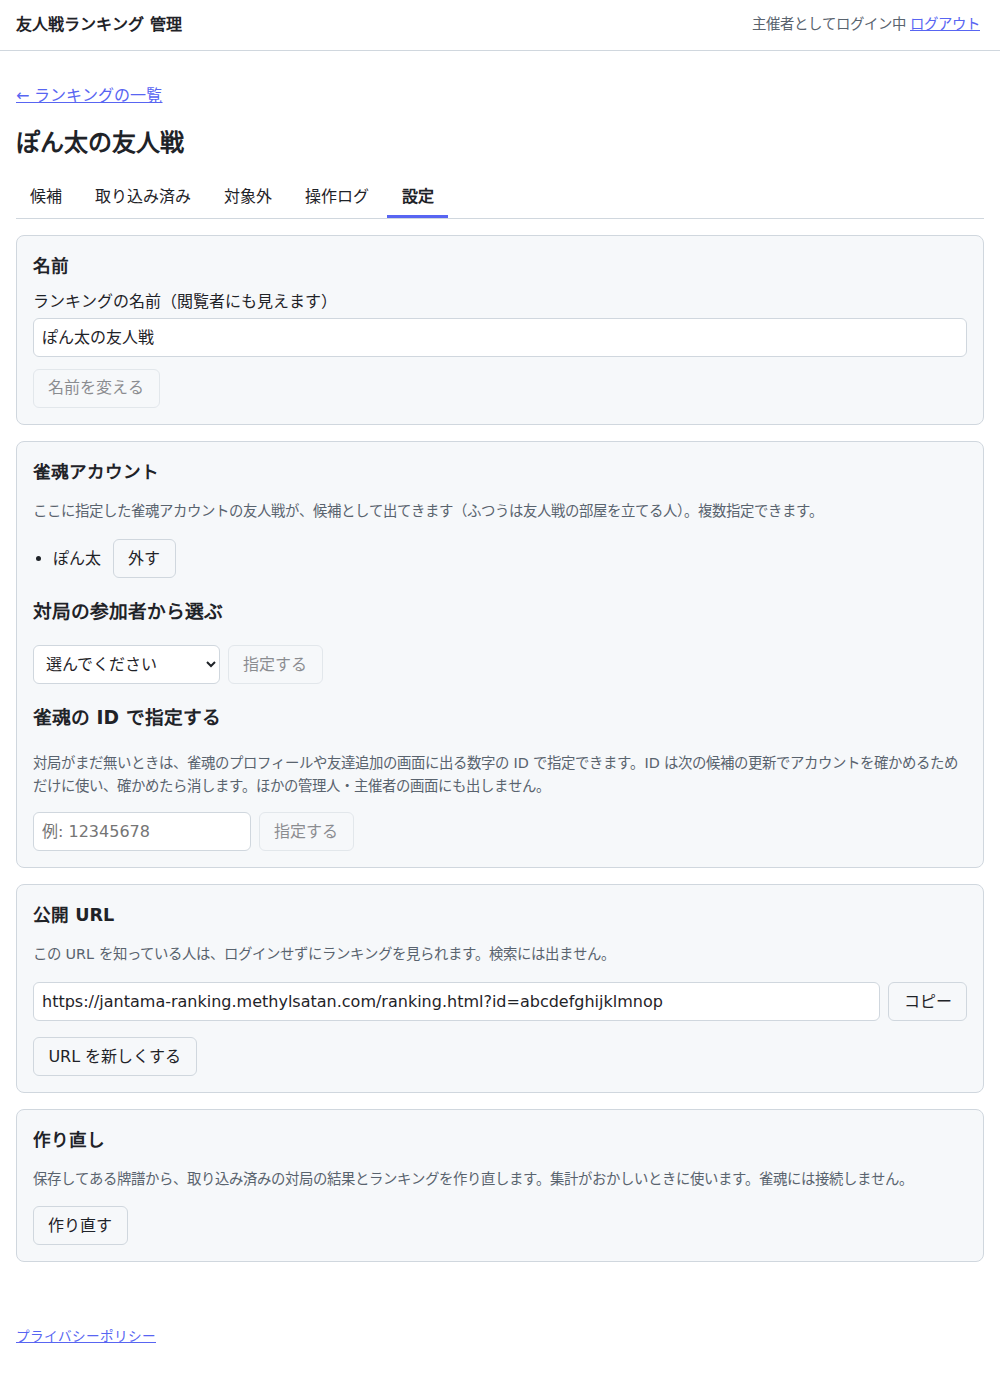 友人戦ランキング 管理
主催者としてログイン中 ログアウト
← ランキングの一覧
ぽん太の友人戦
候補 取り込み済み 対象外 操作ログ 設定
名前
ランキングの名前（閲覧者にも見えます）
ぽん太の友人戦
名前を変える
雀魂アカウント
ここに指定した雀魂アカウントの友人戦が、候補として出てきます（ふつうは友人戦の部屋を立てる人）。複数指定できます。
• ぽん太 外す
対局の参加者から選ぶ
選んでください 指定する
雀魂の ID で指定する
対局がまだ無いときは、雀魂のプロフィールや友達追加の画面に出る数字の ID で指定できます。ID は次の候補の更新でアカウントを確かめるため
だけに使い、確かめたら消します。ほかの管理人・主催者の画面にも出しません。
例: 12345678 指定する
公開 URL
この URL を知っている人は、ログインせずにランキングを見られます。検索には出ません。
https://jantama-ranking.methylsatan.com/ranking.html?id=abcdefghijklmnop コピー
URL を新しくする
作り直し
保存してある牌譜から、取り込み済みの対局の結果とランキングを作り直します。集計がおかしいときに使います。雀魂には接続しません。
作り直す
プライバシーポリシー